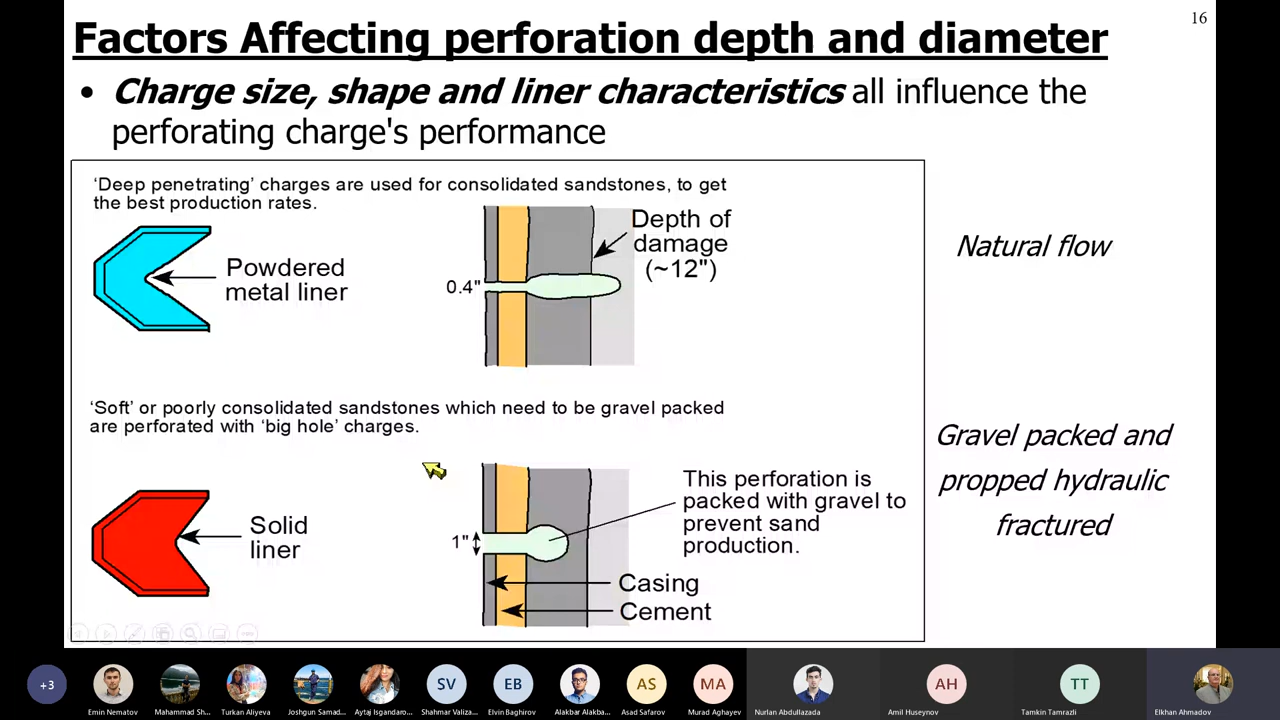 16
Factors Affecting perforation depth and diameter
• Charge size, shape and liner characteristics all influence the
perforating charge's performance
‘Deep penetrating’ charges are used for consolidated sandstones, to get
the best production rates.
Powdered
metal liner
0.4"
Depth of
damage
(~12")
Natural flow
‘Soft’ or poorly consolidated sandstones which need to be gravel packed
are perforated with ‘big hole’ charges.
Solid
liner
1"
This perforation is
packed with gravel to
prevent sand
production.
Casing
Cement
Gravel packed and
propped hydraulic
fractured
+3
SV
EB
AS
MA
AH
TT
Emin Nematov
Mahammad Sh...
Turkan Aliyeva
Joshgun Samad...
Aytaj Isgandaro...
Shahmar Valiza...
Elvin Baghirov
Alakbar Alakba...
Asad Safarov
Murad Aghayev
Nurlan Abdullazada
Amil Huseynov
Tamkin Tamrazli
Elkhan Ahmadov